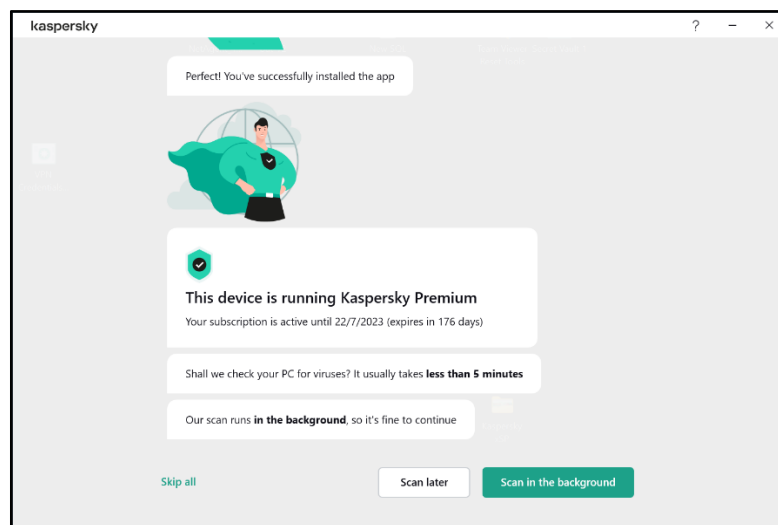 kaspersky
Perfect! You've successfully installed the app
This device is running Kaspersky Premium
Your subscription is active until 22/7/2023 (expires in 176 days)
Shall we check your PC for viruses? It usually takes less than 5 minutes
Our scan runs in the background, so it's fine to continue
Skip all
Scan later
Scan in the background